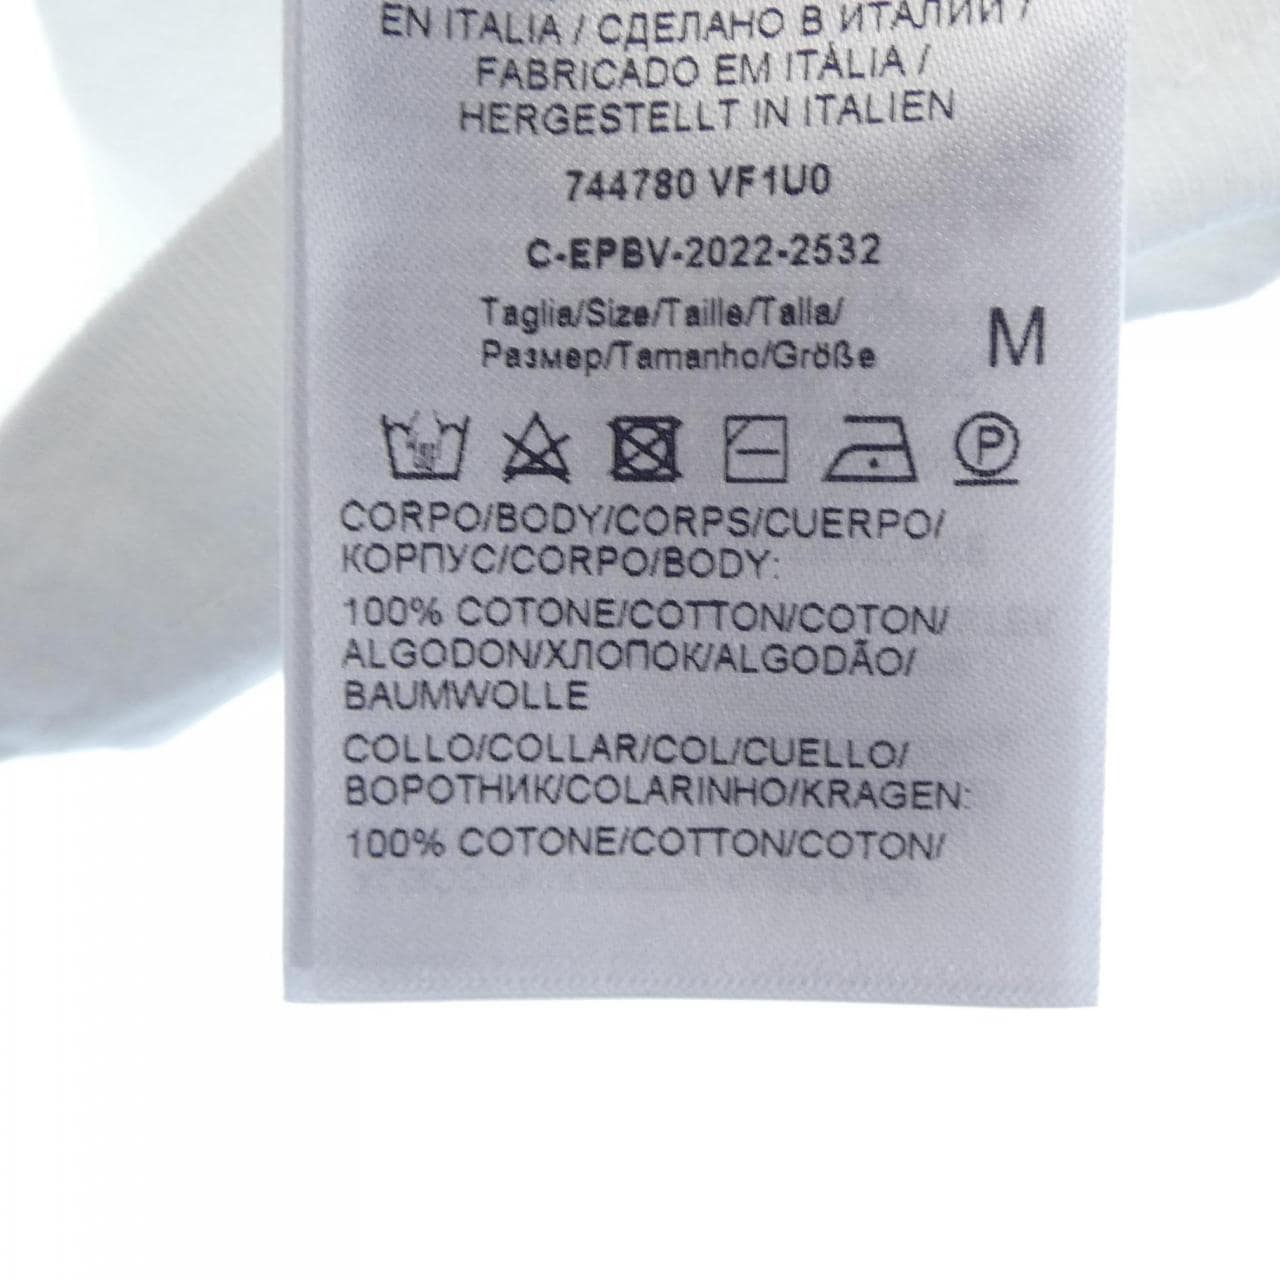 EN ITALIA / СДЕЛАНО В ИТАЛИИ /
FABRICADO EM ITÁLIA /
HERGESTELLT IN ITALIEN
744780 VF1U0
C-EPBV-2022-2532
Taglia/Size/Taille/Talla/
Размер/Tamanho/Größe
M
P
CORPO/BODY/CORPS/CUERPO/
КОРПУС/CORPO/BODY:
100% COTONE/COTTON/COTON/
ALGODON/ХЛОПОК/ALGODÃO/
BAUMWOLLE
COLLO/COLLAR/COL/CUELLO/
ВОРОТНИК/COLARINHO/KRAGEN:
100% COTONE/COTTON/COTON/